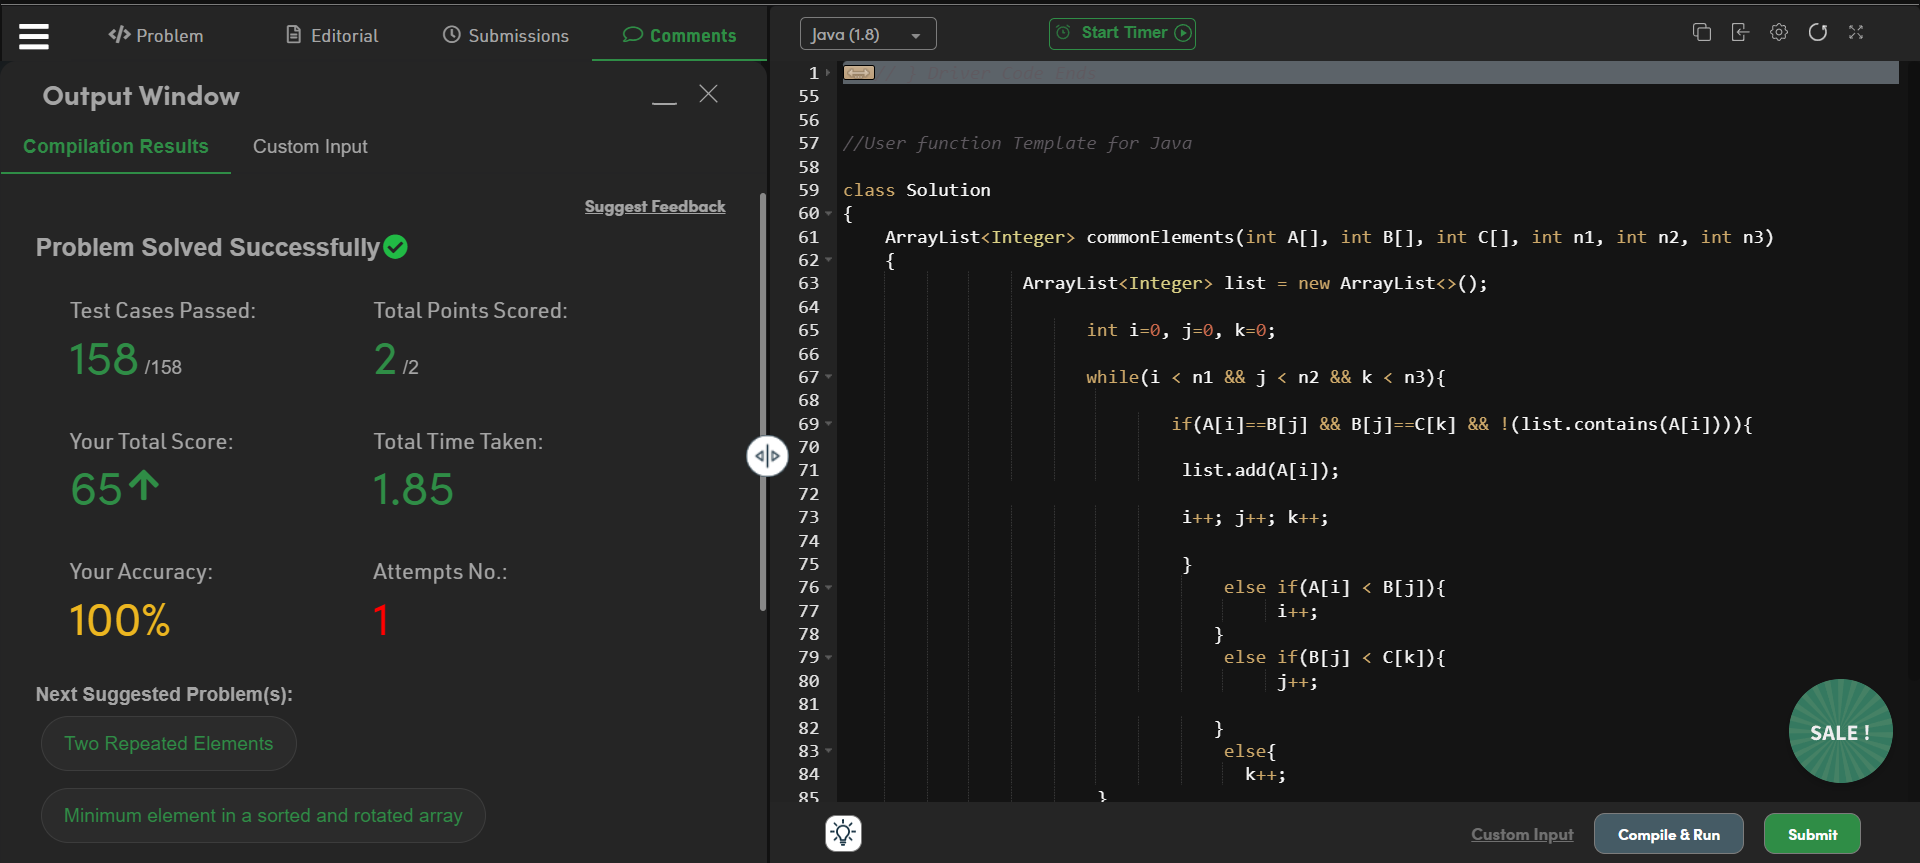 </> Problem
Editorial
Submissions
Comments
Output Window
Compilation Results
Custom Input
Suggest Feedback
Problem Solved Successfully
Test Cases Passed:
158 /158
Total Points Scored:
2 /2
Your Total Score:
65
Total Time Taken:
1.85
Your Accuracy:
100%
Attempts No.:
1
Next Suggested Problem(s):
Two Repeated Elements
Minimum element in a sorted and rotated array
Java (1.8)
Start Timer
1 // } Driver Code Ends
55
56
57 //User function Template for Java
58
59 class Solution
60 {
61 ArrayList<Integer> commonElements(int A[], int B[], int C[], int n1, int n2, int n3)
62 {
63 ArrayList<Integer> list = new ArrayList<>();
64
65 int i=0, j=0, k=0;
66
67 while(i < n1 && j < n2 && k < n3){
68
69 if(A[i]==B[j] && B[j]==C[k] && !(list.contains(A[i]))){
70
71 list.add(A[i]);
72
73 i++; j++; k++;
74
75 }
76 else if(A[i] < B[j]){
77 i++;
78 }
79 else if(B[j] < C[k]){
80 j++;
81
82 }
83 else{
84 k++;
85 }
SALE !
Custom Input
Compile & Run
Submit